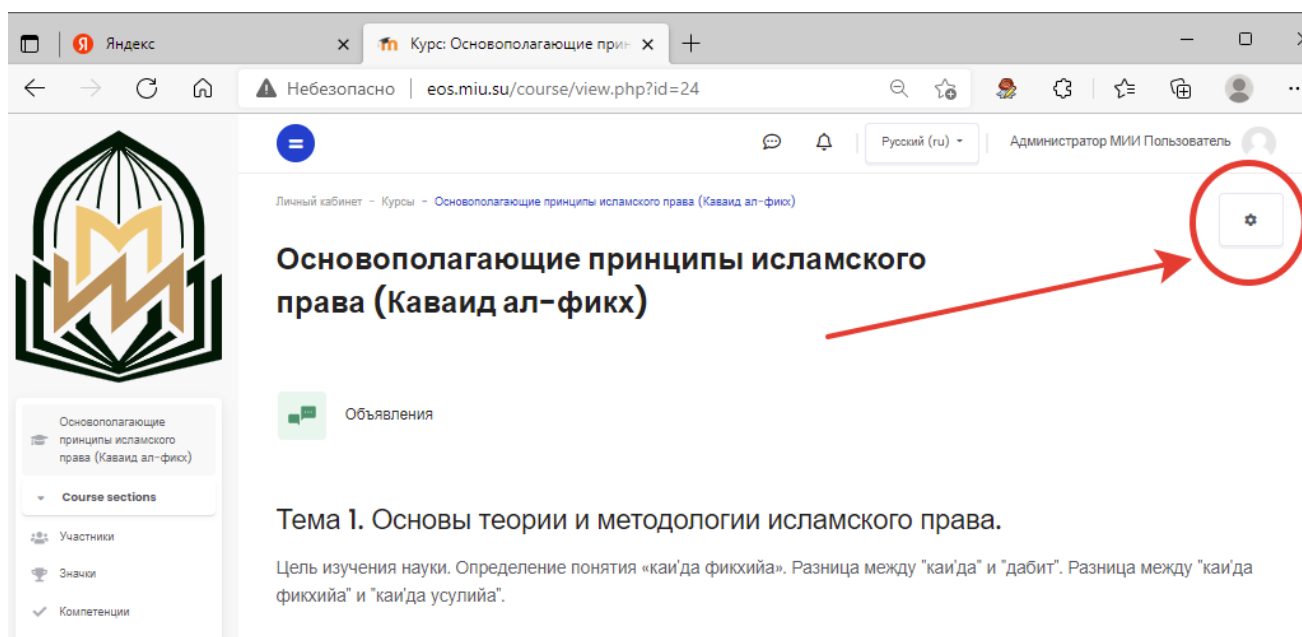 Яндекс
Курс: Основополагающие прин
Небезопасно
eos.miu.su/course/view.php?id=24
Русский (ru)
Администратор МИИ Пользователь
Личный кабинет - Курсы - Основополагающие принципы исламского права (Каваид ал-фикх)
Основополагающие принципы исламского
права (Каваид ал-фикх)
Объявления
Основополагающие
принципы исламского
права (Каваид ал-фикх)
Course sections
Участники
Значки
Компетенции
Тема 1. Основы теории и методологии исламского права.
Цель изучения науки. Определение понятия «каи'да фикхийа». Разница между "каи'да" и "дабит". Разница между "каи'да
фикхийа" и "каи'да усулийа".